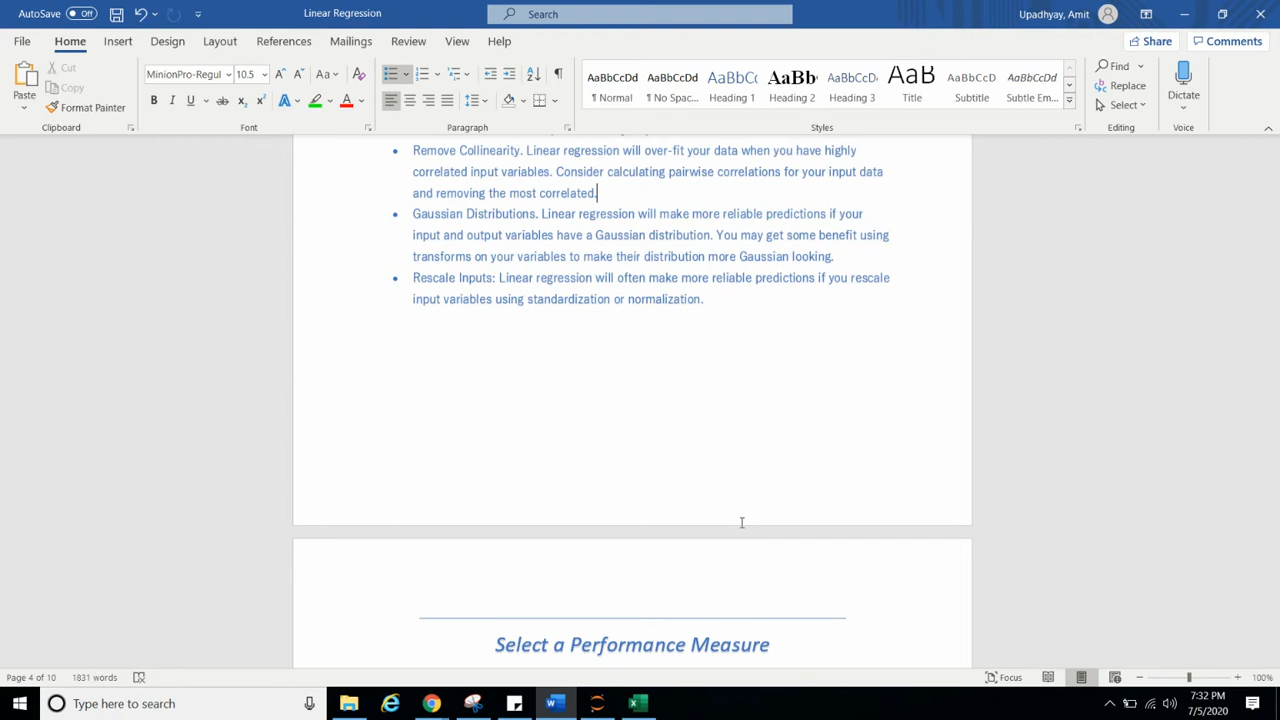 AutoSave Off
Linear Regression
Search
Upadhyay, Amit
File Home Insert Design Layout References Mailings Review View Help
Share Comments
Paste
Cut
Copy
Format Painter
Clipboard
MinionPro-Regul 10.5
Font
Paragraph
AaBbCcDd AaBbCcDd AaBbC( AaBb( AaBbCcD AaB AaBbCcD AaBbCcDd
¶ Normal ¶ No Spac... Heading 1 Heading 2 Heading 3 Title Subtitle Subtle Em...
Styles
Find
Replace
Select
Editing
Dictate
Voice
• Remove Collinearity. Linear regression will over-fit your data when you have highly
correlated input variables. Consider calculating pairwise correlations for your input data
and removing the most correlated.
• Gaussian Distributions. Linear regression will make more reliable predictions if your
input and output variables have a Gaussian distribution. You may get some benefit using
transforms on your variables to make their distribution more Gaussian looking.
• Rescale Inputs: Linear regression will often make more reliable predictions if you rescale
input variables using standardization or normalization.
Select a Performance Measure
Page 4 of 10 1831 words
Focus
100%
Type here to search
7:32 PM
7/5/2020